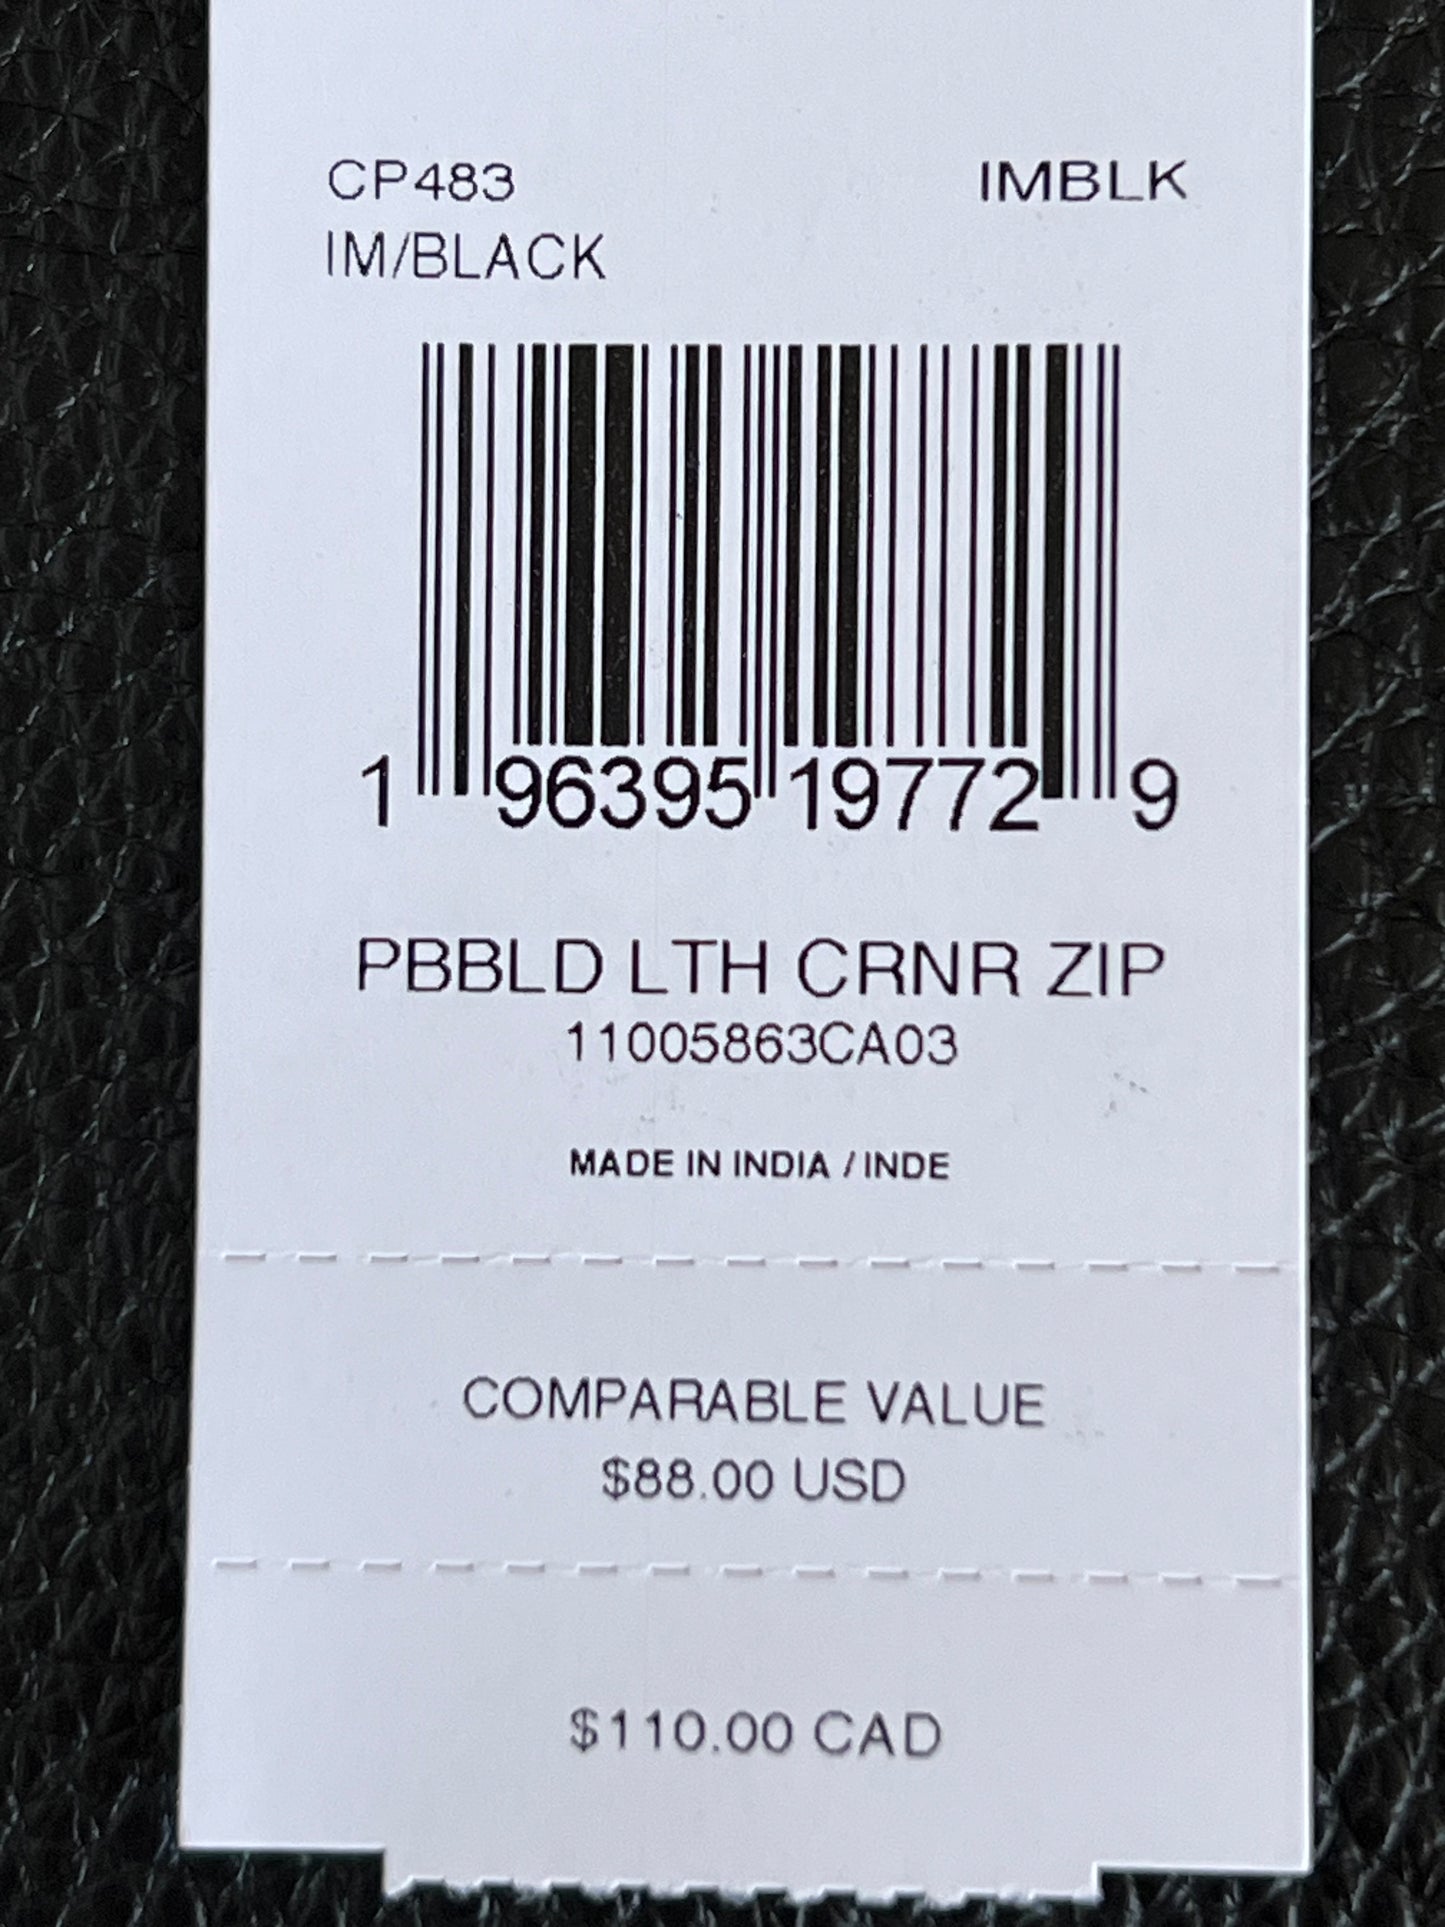 CP483 IMBLK
IM/BLACK
1 96395 19772 9
PBBLD LTH CRNR ZIP
11005863CA03
MADE IN INDIA / INDE
COMPARABLE VALUE
$88.00 USD
$110.00 CAD